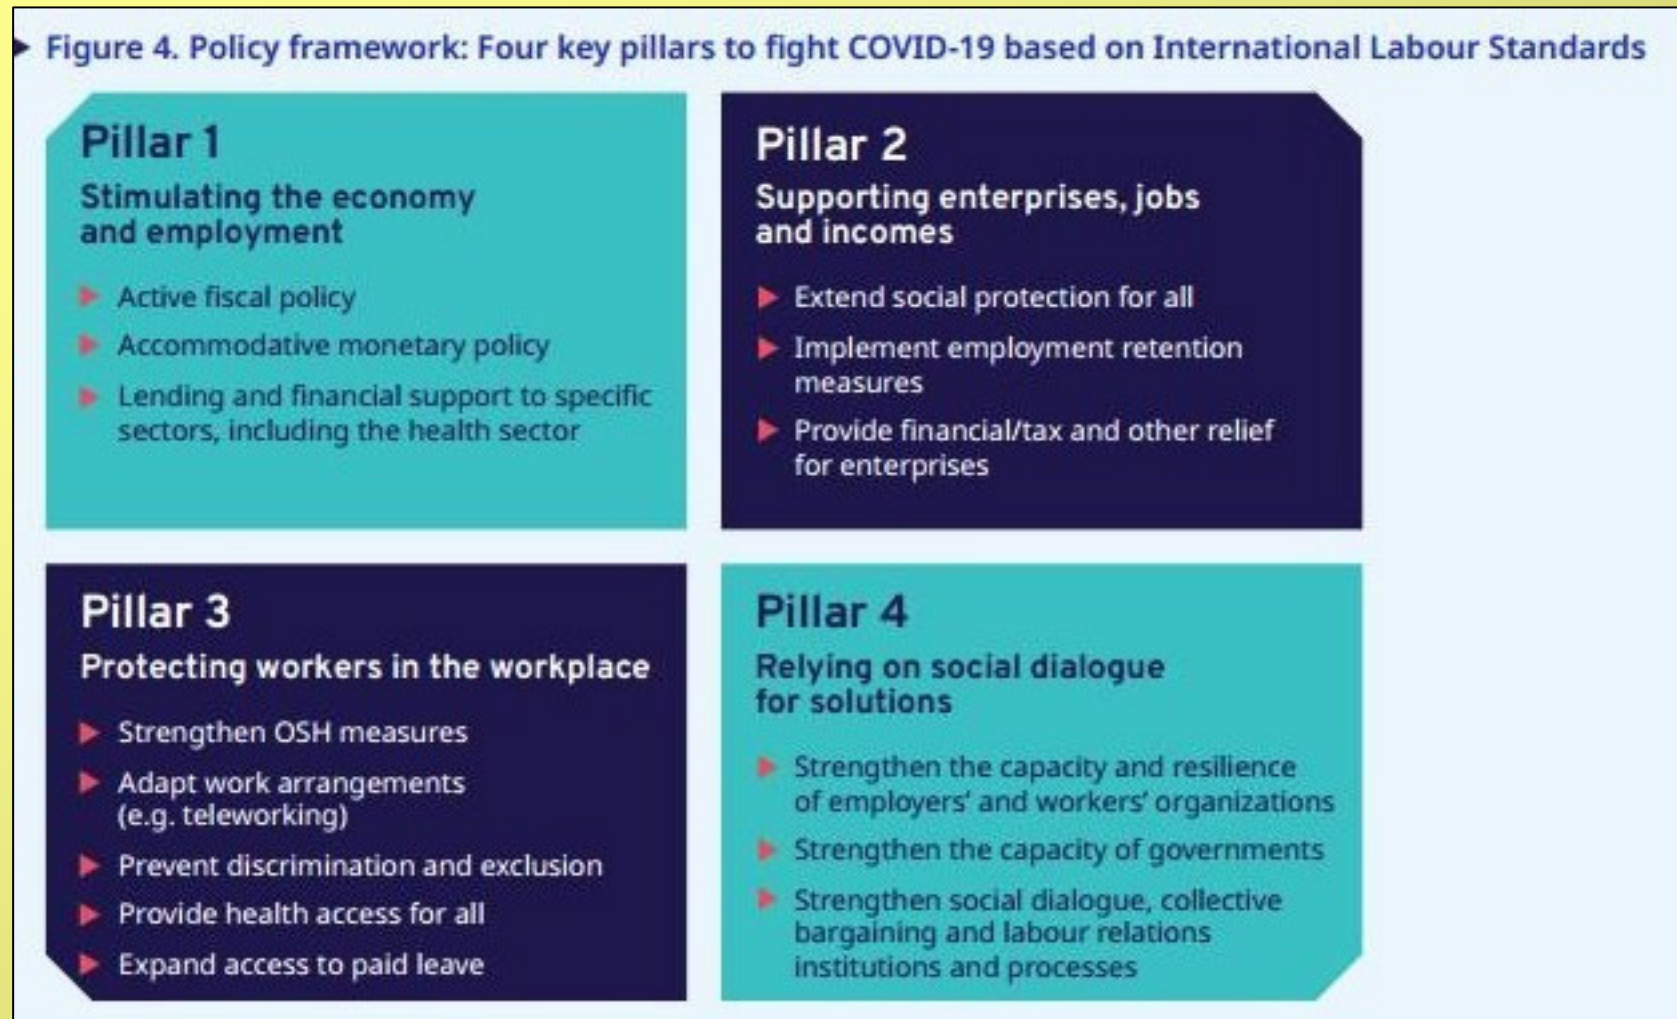 Figure 4. Policy framework: Four key pillars to fight COVID-19 based on International Labour Standards
Pillar 1
Stimulating the economy
and employment
Active fiscal policy
Accommodative monetary policy
Lending and financial support to specific
sectors, including the health sector
Pillar 2
Supporting enterprises, jobs
and incomes
Extend social protection for all
Implement employment retention
measures
Provide financial/tax and other relief
for enterprises
Pillar 3
Protecting workers in the workplace
Strengthen OSH measures
Adapt work arrangements
(e.g. teleworking)
Prevent discrimination and exclusion
Provide health access for all
Expand access to paid leave
Pillar 4
Relying on social dialogue
for solutions
Strengthen the capacity and resilience
of employers’ and workers’ organizations
Strengthen the capacity of governments
Strengthen social dialogue, collective
bargaining and labour relations
institutions and processes